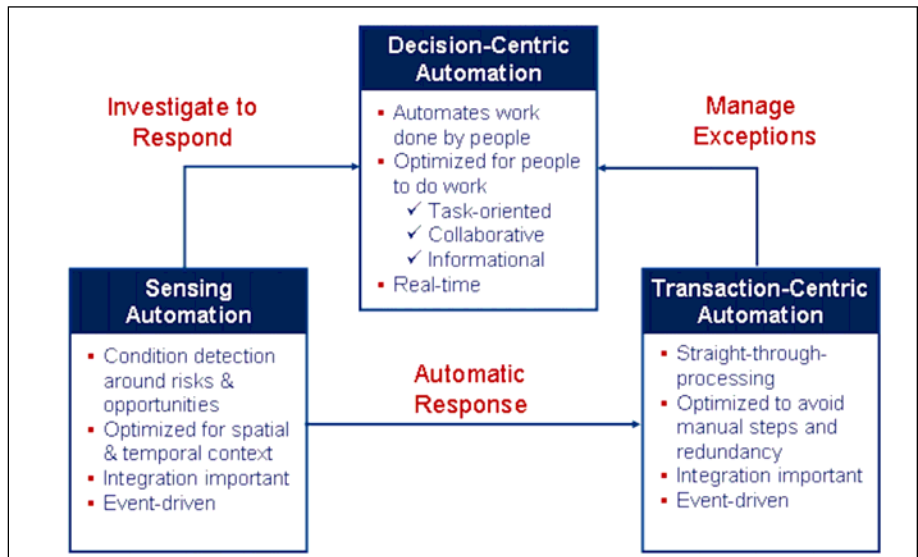 Decision-Centric
Automation
▪ Automates work
done by people
▪ Optimized for people
to do work
✓ Task-oriented
✓ Collaborative
✓ Informational
▪ Real-time
Investigate to
Respond
Manage
Exceptions
Sensing
Automation
▪ Condition detection
around risks &
opportunities
▪ Optimized for spatial
& temporal context
▪ Integration important
▪ Event-driven
Automatic
Response
Transaction-Centric
Automation
▪ Straight-through-
processing
▪ Optimized to avoid
manual steps and
redundancy
▪ Integration important
▪ Event-driven